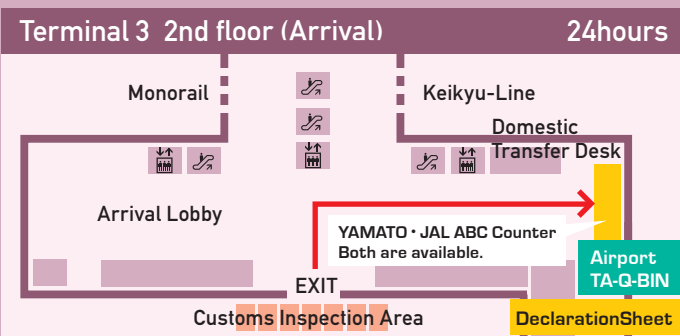 Terminal 3 2nd floor (Arrival) 24hours
Monorail
Keikyu-Line
Domestic
Transfer Desk
Arrival Lobby
YAMATO・JAL ABC Counter
Both are available.
Airport
TA-Q-BIN
EXIT
Customs Inspection Area
DeclarationSheet